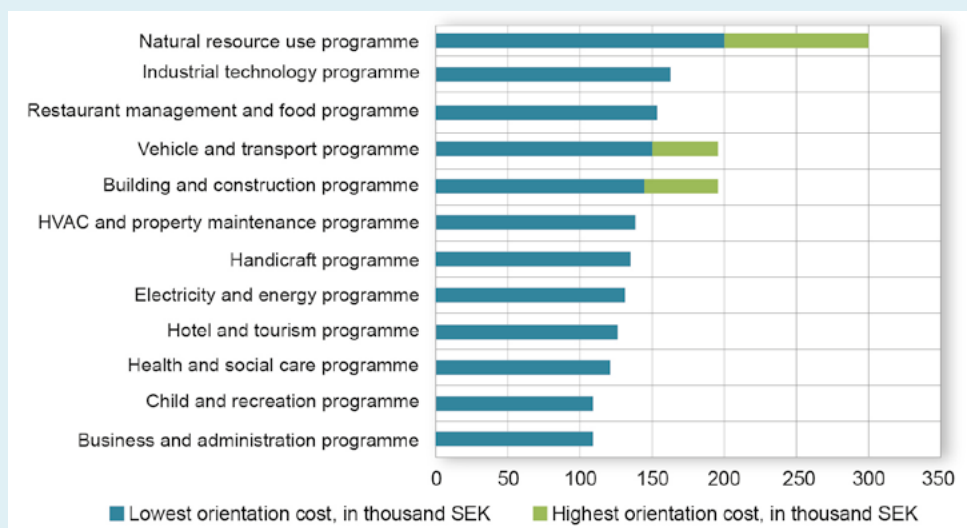 Natural resource use programme
Industrial technology programme
Restaurant management and food programme
Vehicle and transport programme
Building and construction programme
HVAC and property maintenance programme
Handicraft programme
Electricity and energy programme
Hotel and tourism programme
Health and social care programme
Child and recreation programme
Business and administration programme
0 50 100 150 200 250 300 350
Lowest orientation cost, in thousand SEK Highest orientation cost, in thousand SEK